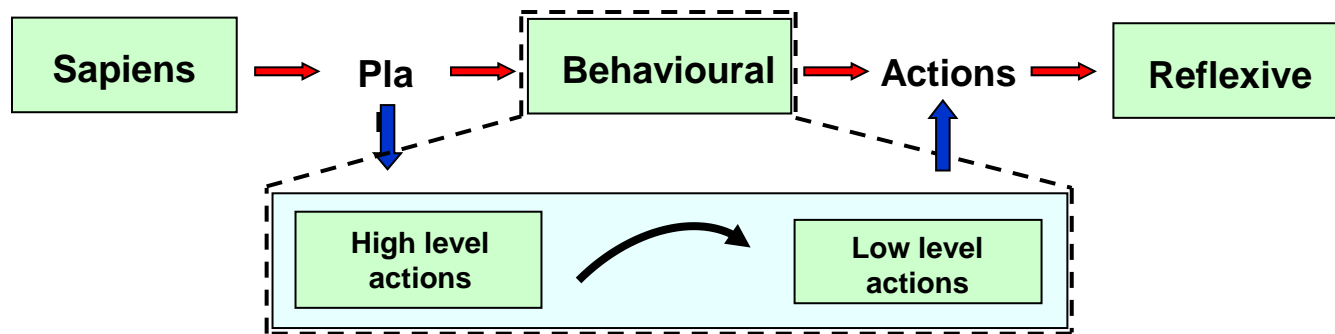 Sapiens
Pla
Behavioural
Actions
Reflexive
High level
actions
Low level
actions